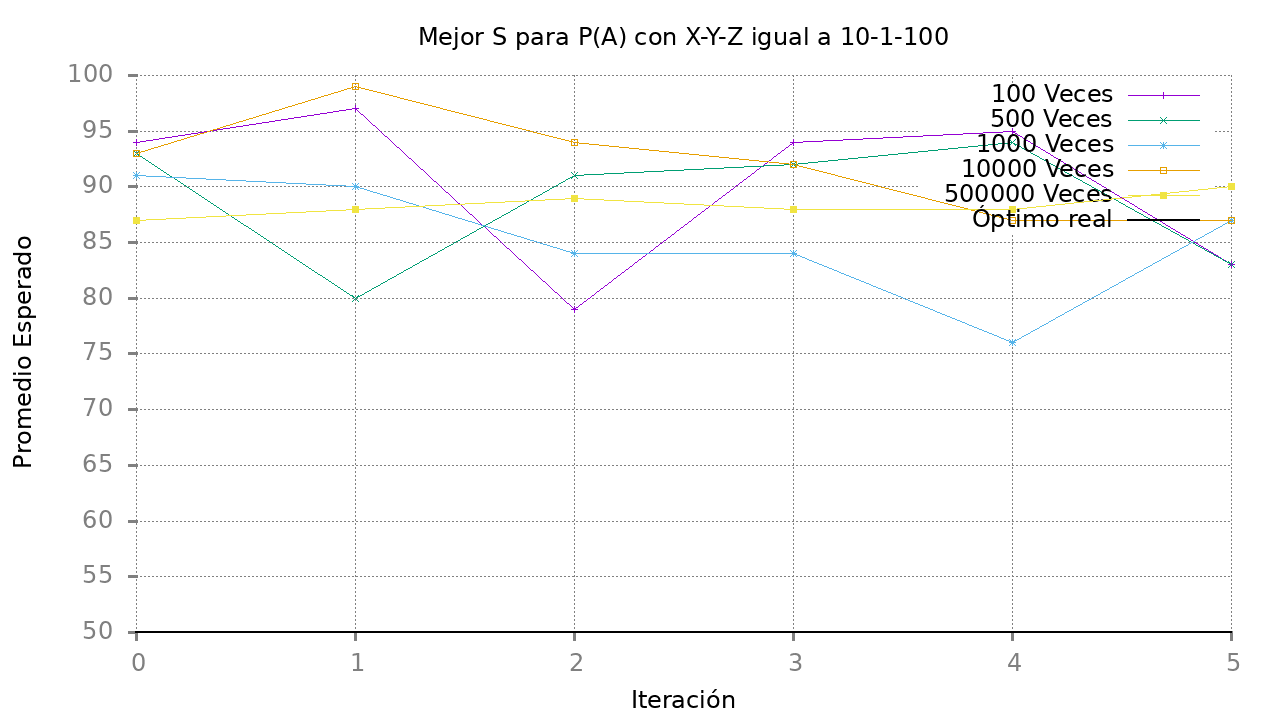 Mejor S para P(A) con X-Y-Z igual a 10-1-100
100
95
90
85
80
75
70
65
60
55
50
Promedio Esperado
100 Veces
500 Veces
1000 Veces
10000 Veces
500000 Veces
Óptimo real
0 1 2 3 4 5
Iteración